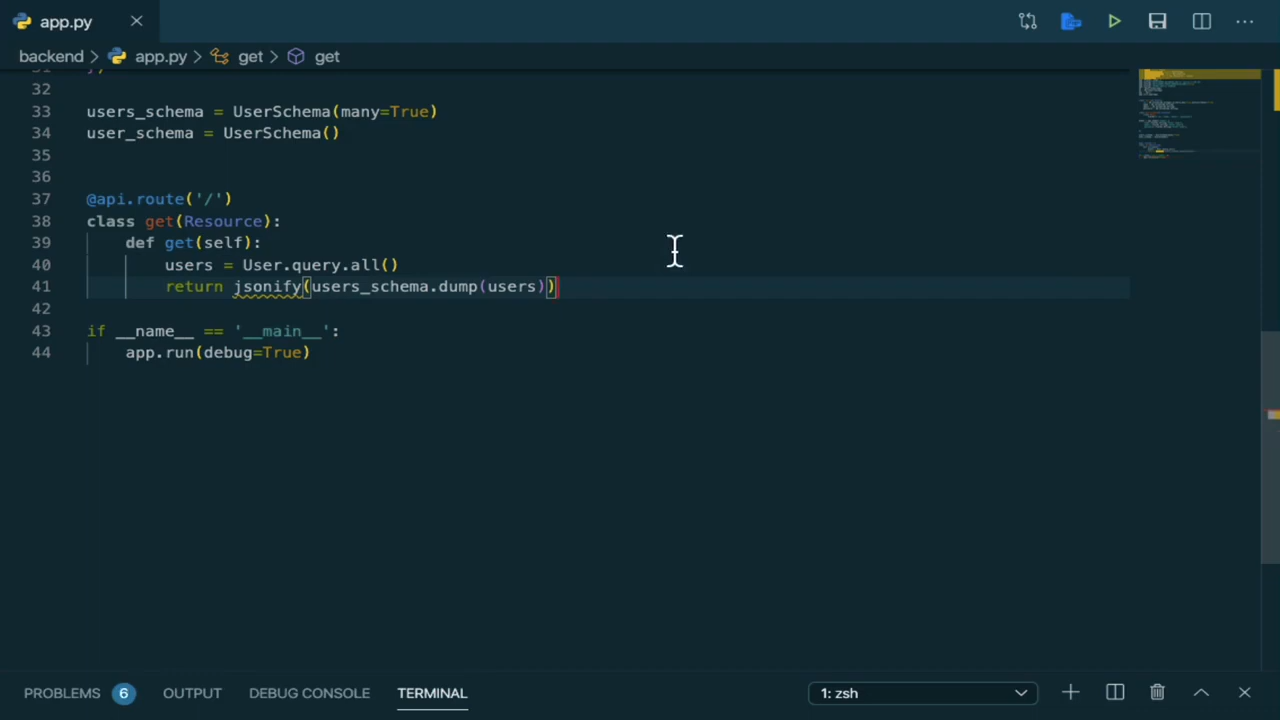 app.py
backend > app.py > get > get
32
33 users_schema = UserSchema(many=True)
34 user_schema = UserSchema()
35
36
37 @api.route('/')
38 class get(Resource):
39 def get(self):
40 users = User.query.all()
41 return jsonify(users_schema.dump(users))
42
43 if __name__ == '__main__':
44 app.run(debug=True)
PROBLEMS 6 OUTPUT DEBUG CONSOLE TERMINAL 1: zsh